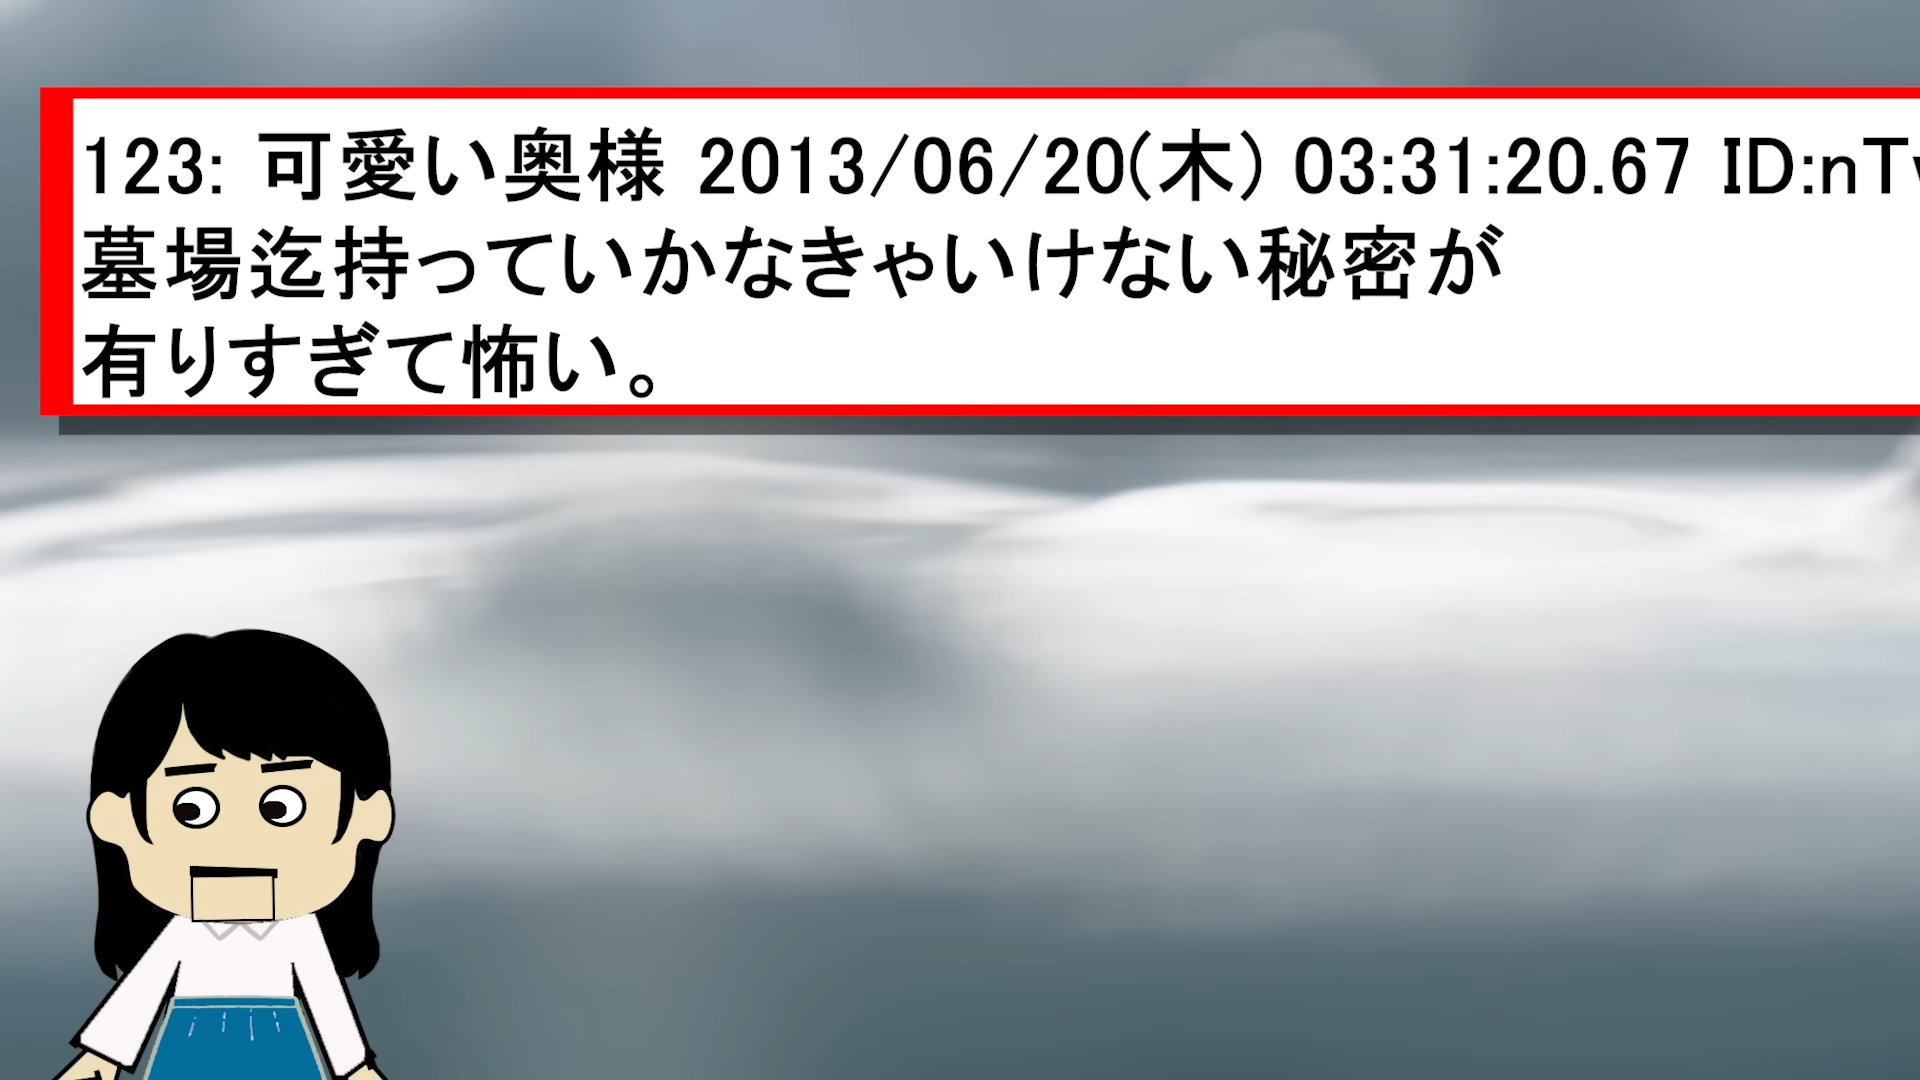 123: 可愛い奥様 2013/06/20(木) 03:31:20.67 ID:nT
墓場迄持っていかなきゃいけない秘密が
有りすぎて怖い。